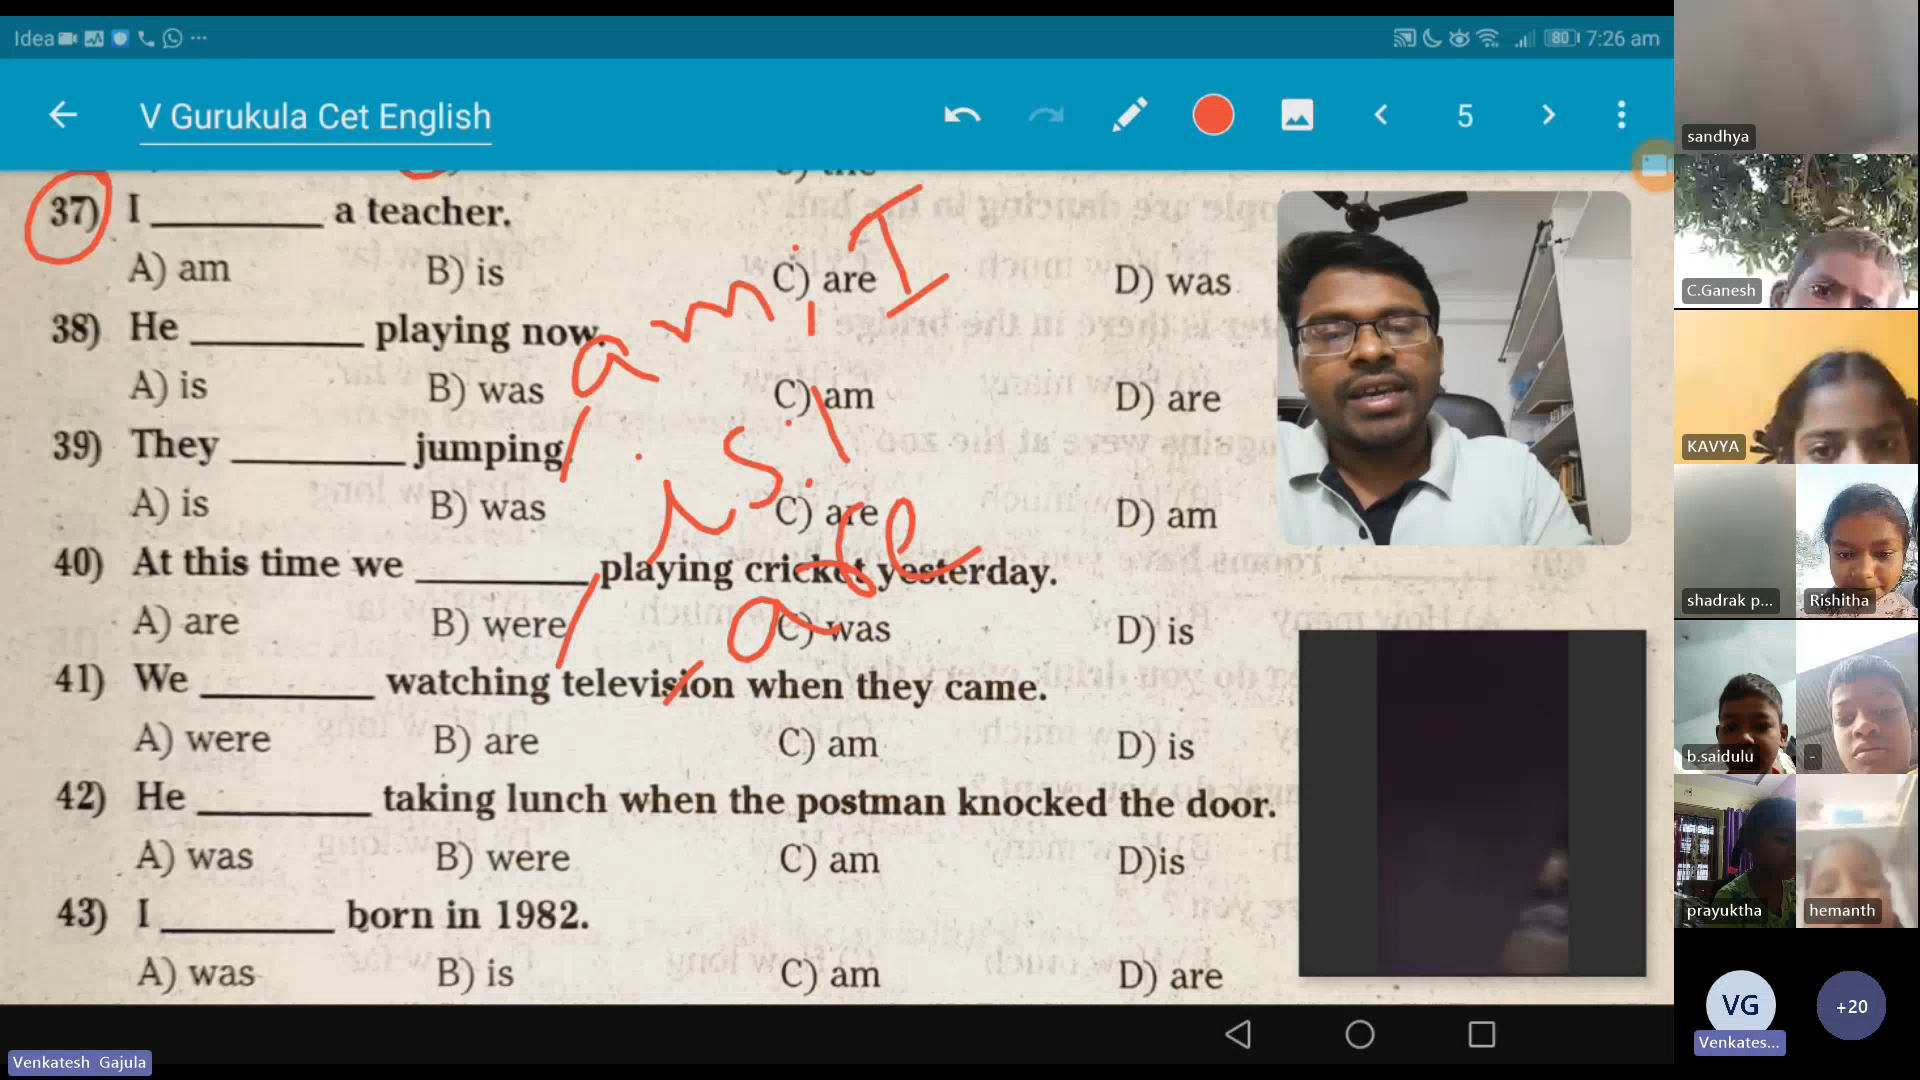 Idea 80 7:26 am
V Gurukula Cet English 5
37) I ________ a teacher.
A) am B) is C) are D) was
38) He ________ playing now.
A) is B) was C) am D) are
39) They ________ jumping.
A) is B) was C) are D) am
40) At this time we ________ playing cricket yesterday.
A) are B) were C) was D) is
41) We ________ watching television when they came.
A) were B) are C) am D) is
42) He ________ taking lunch when the postman knocked the door.
A) was B) were C) am D)is
43) I ________ born in 1982.
A) was B) is C) am D) are
am, I
is
are
Venkatesh Gajula
sandhya
C.Ganesh
KAVYA
shadrak p... Rishitha
b.saidulu -
prayuktha hemanth
VG +20
Venkates...